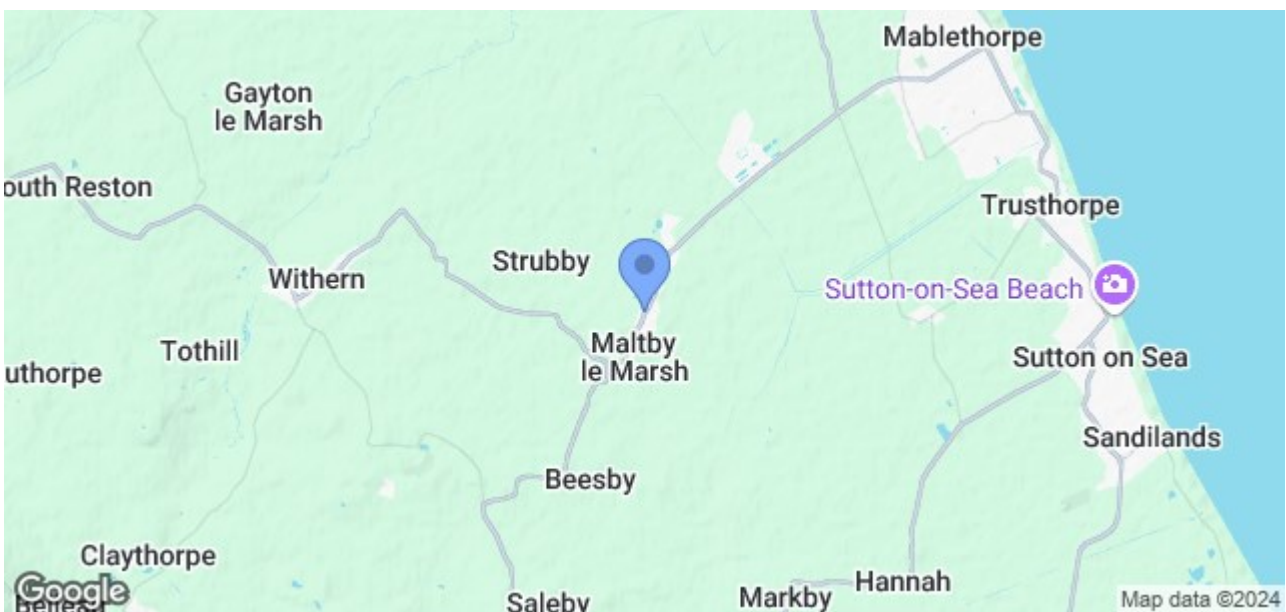 Mablethorpe
Gayton
le Marsh
outh Reston
Trusthorpe
Strubby
Withern
Sutton-on-Sea Beach
Maltby
le Marsh
Tothill
Sutton on Sea
uthorpe
Sandilands
Beesby
Claythorpe
Hannah
Google
Saleby
Markby
Map data ©2024